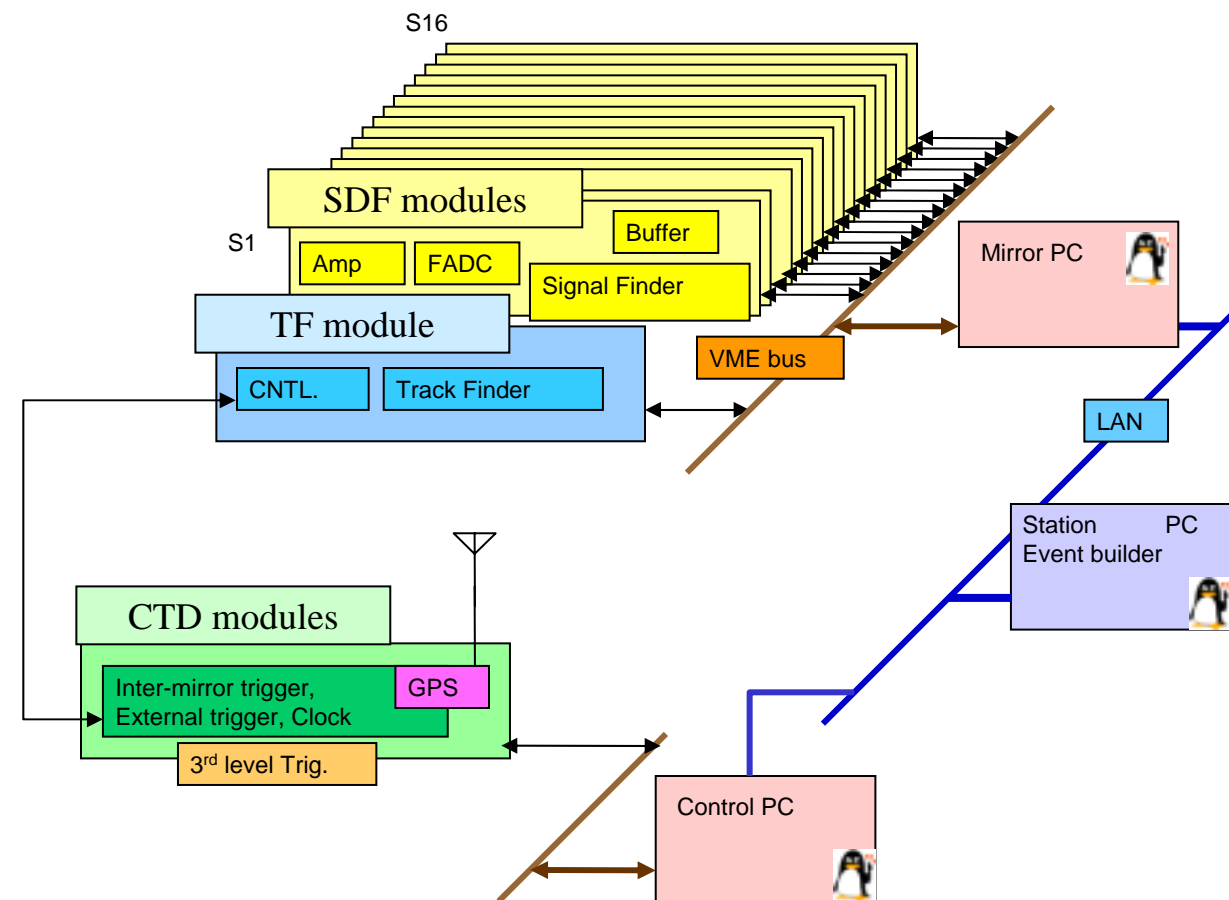 S16
SDF modules
S1
Buffer
Amp
FADC
Signal Finder
Mirror PC
TF module
VME bus
CNTL.
Track Finder
LAN
Station PC
Event builder
CTD modules
Inter-mirror trigger,
External trigger, Clock
GPS
3rd level Trig.
Control PC